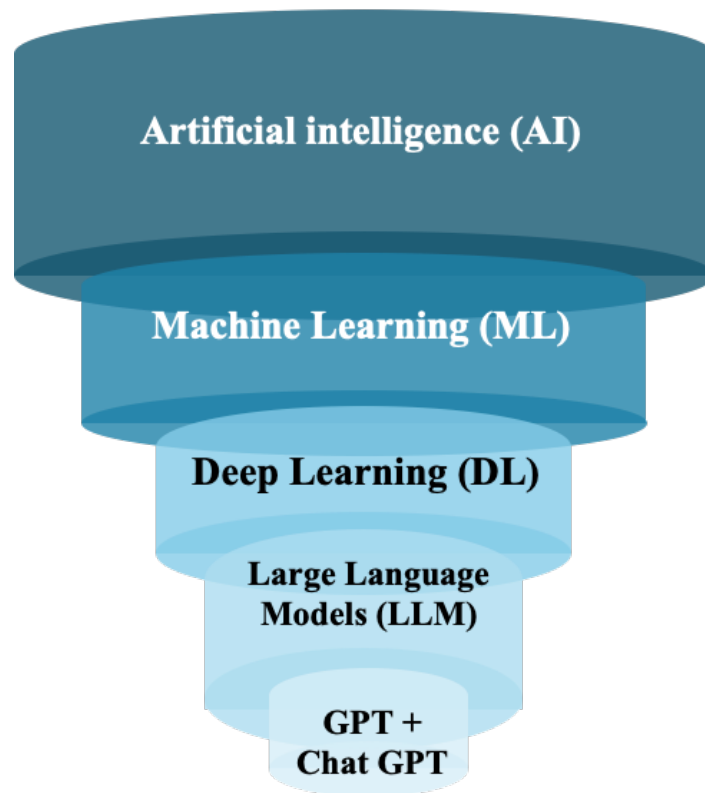 Artificial intelligence (AI)
Machine Learning (ML)
Deep Learning (DL)
Large Language
Models (LLM)
GPT +
Chat GPT